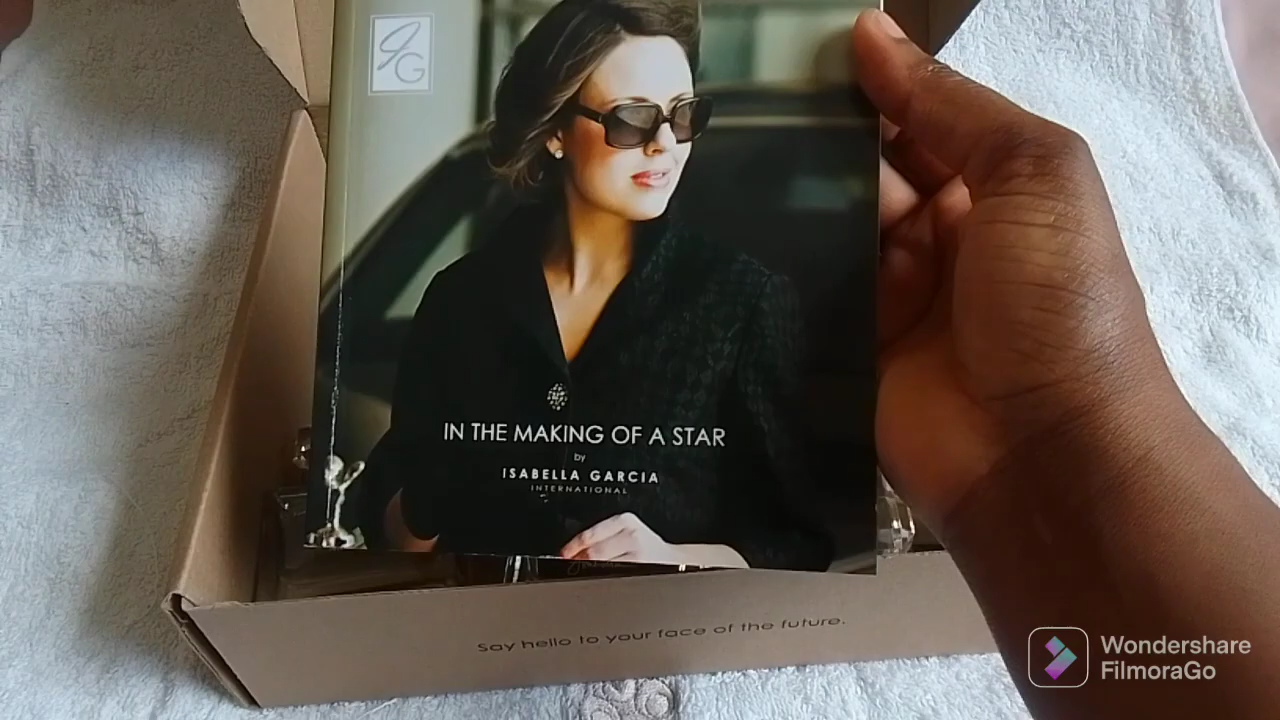 JG
IN THE MAKING OF A STAR
by
ISABELLA GARCIA
INTERNATIONAL
Say hello to your face of the future.
Wondershare
FilmoraGo